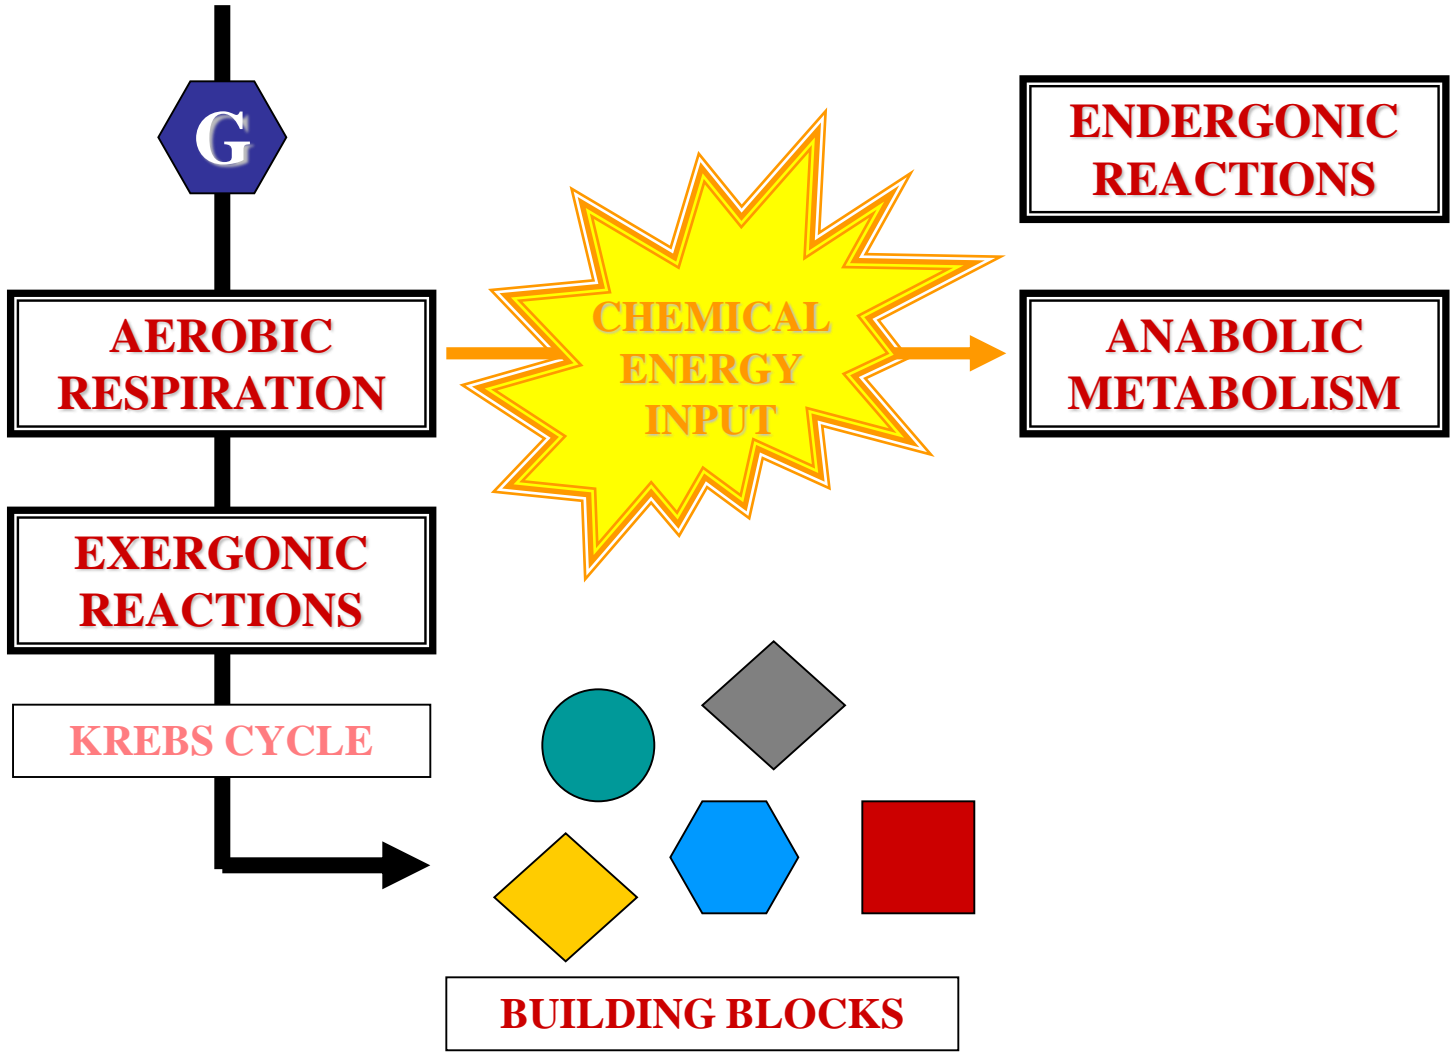 G
AEROBIC
RESPIRATION
EXERGONIC
REACTIONS
KREBS CYCLE
CHEMICAL
ENERGY
INPUT
ENDERGONIC
REACTIONS
ANABOLIC
METABOLISM
BUILDING BLOCKS